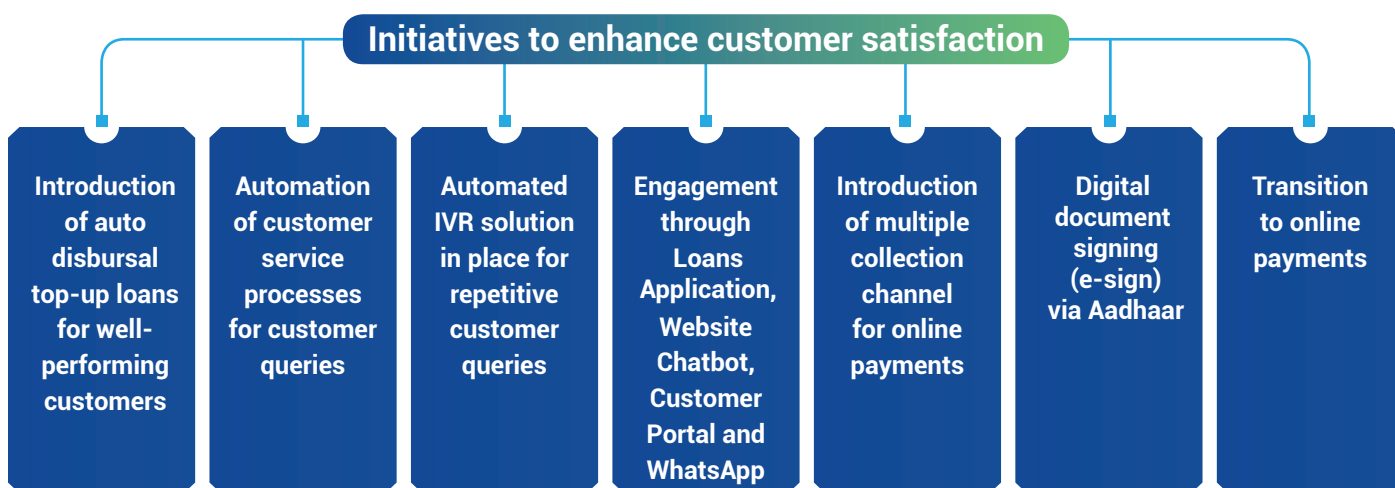 Initiatives to enhance customer satisfaction
Introduction
of auto
disbursal
top-up loans
for well-
performing
customers
Automation
of customer
service
processes
for customer
queries
Automated
IVR solution
in place for
repetitive
customer
queries
Engagement
through
Loans
Application,
Website
Chatbot,
Customer
Portal and
WhatsApp
Introduction
of multiple
collection
channel
for online
payments
Digital
document
signing
(e-sign)
via Aadhaar
Transition
to online
payments